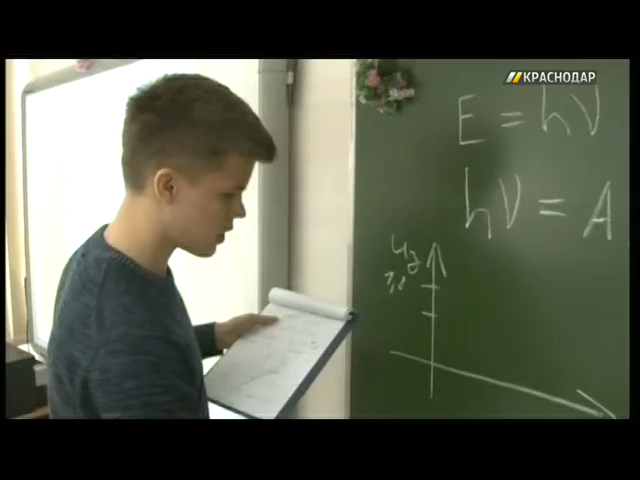 КРАСНОДАР
E = hν
hν = A